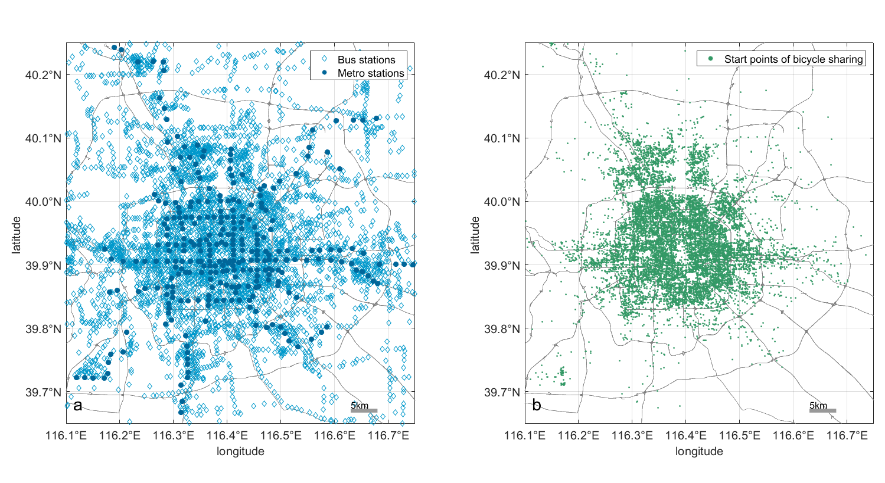 Bus stations
Metro stations
40.2°N
40.1°N
40.0°N
39.9°N
39.8°N
39.7°N
latitude
a
5km
116.1°E 116.2°E 116.3°E 116.4°E 116.5°E 116.6°E 116.7°E
longitude
Start points of bicycle sharing
40.2°N
40.1°N
40.0°N
39.9°N
39.8°N
39.7°N
latitude
b
5km
116.1°E 116.2°E 116.3°E 116.4°E 116.5°E 116.6°E 116.7°E
longitude